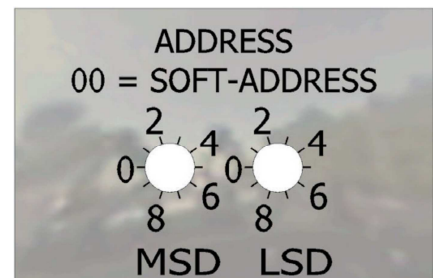 ADDRESS
00 = SOFT-ADDRESS
2 2
4 4
0 0
6 6
8 8
MSD LSD